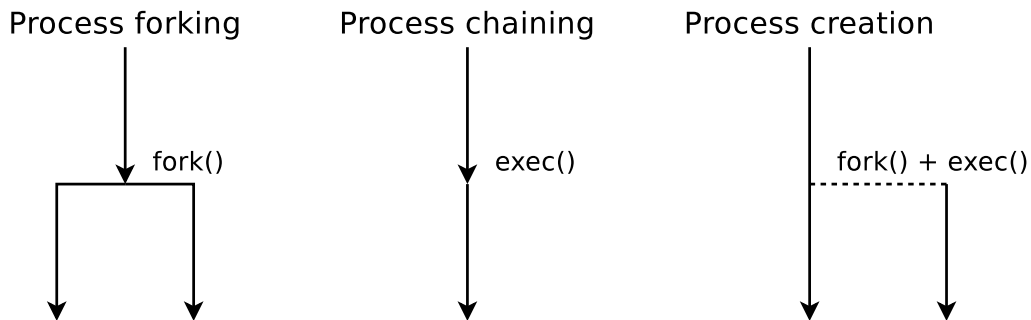 Process forking
Process chaining
Process creation
fork()
exec()
fork() + exec()